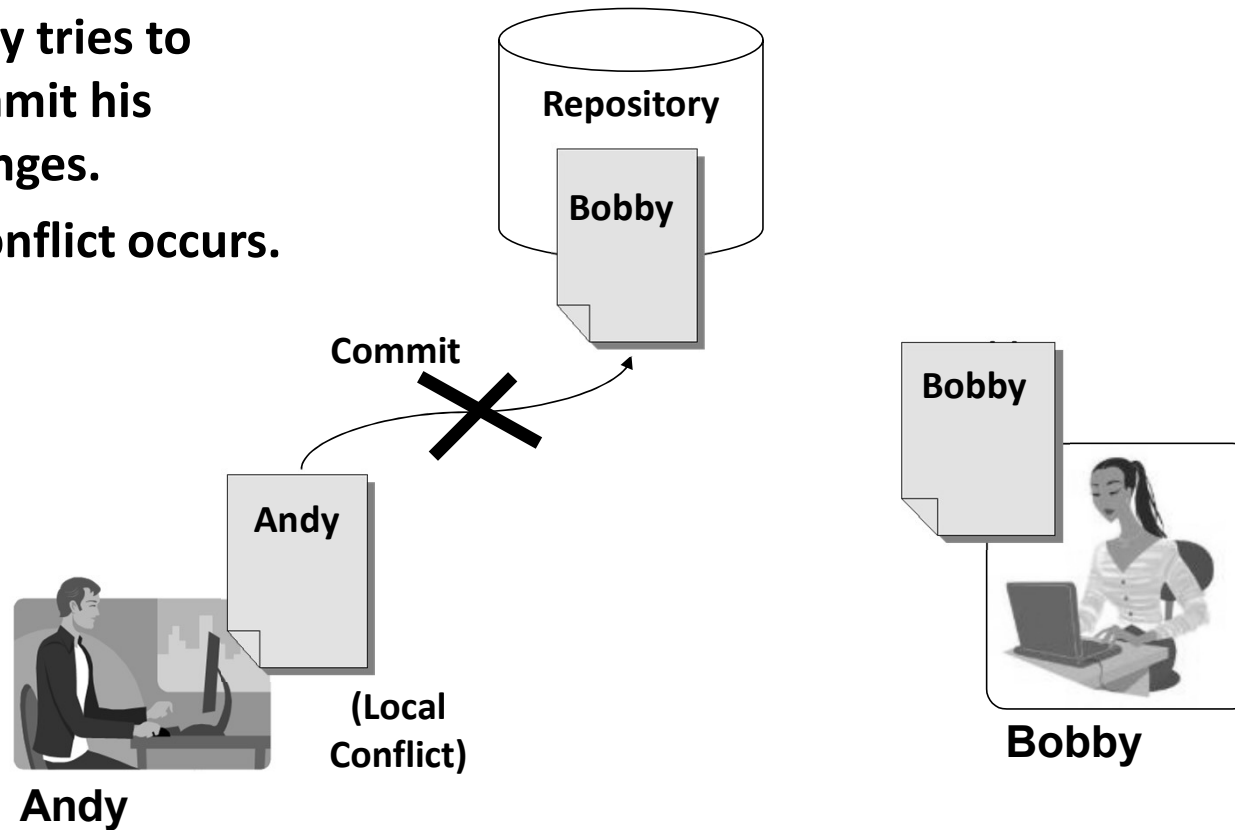 y tries to
mit his
nges.
onflict occurs.
Repository
Bobby
Commit
Bobby
Andy
(Local
Conflict)
Bobby
Andy